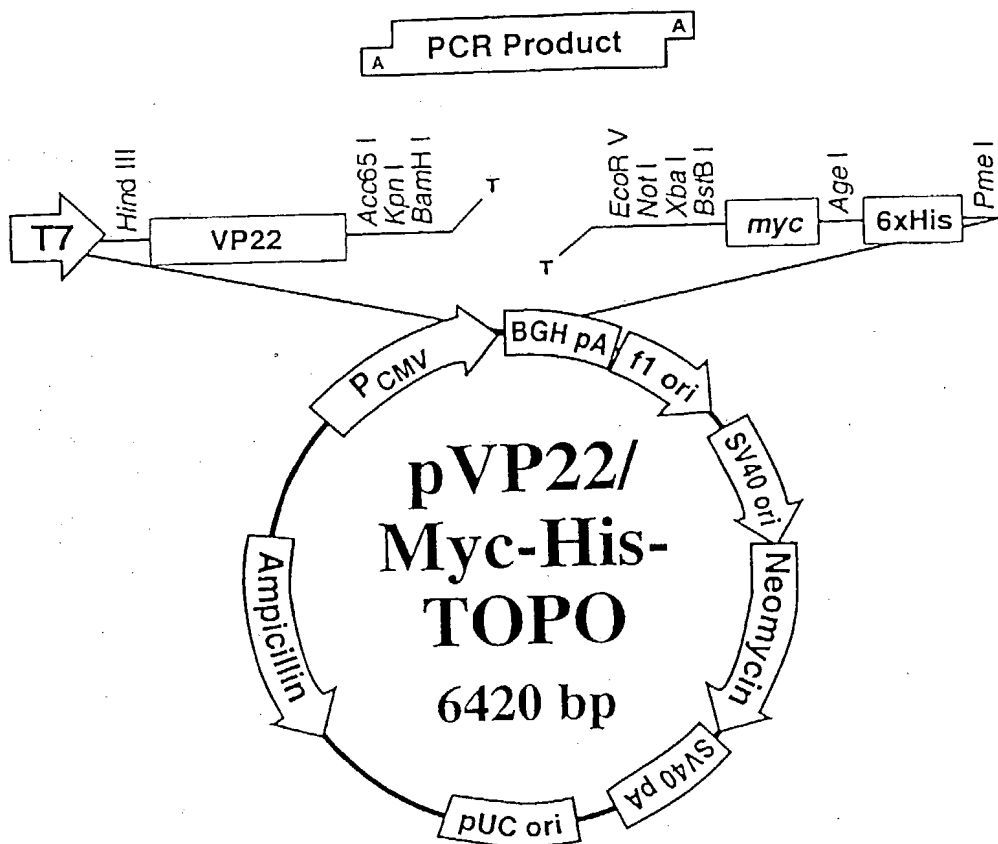 PCR Product
A
A
Hind III
Acc65 I
Kpn I
BamH I
T
EcoR V
Not I
Xba I
BstB I
Age I
Pme I
T7
VP22
T
myc
6xHis
P CMV
BGH pA
f1 ori
SV40 ori
Neomycin
SV40 pA
pUC ori
Ampicillin
pVP22/
Myc-His-
TOPO
6420 bp